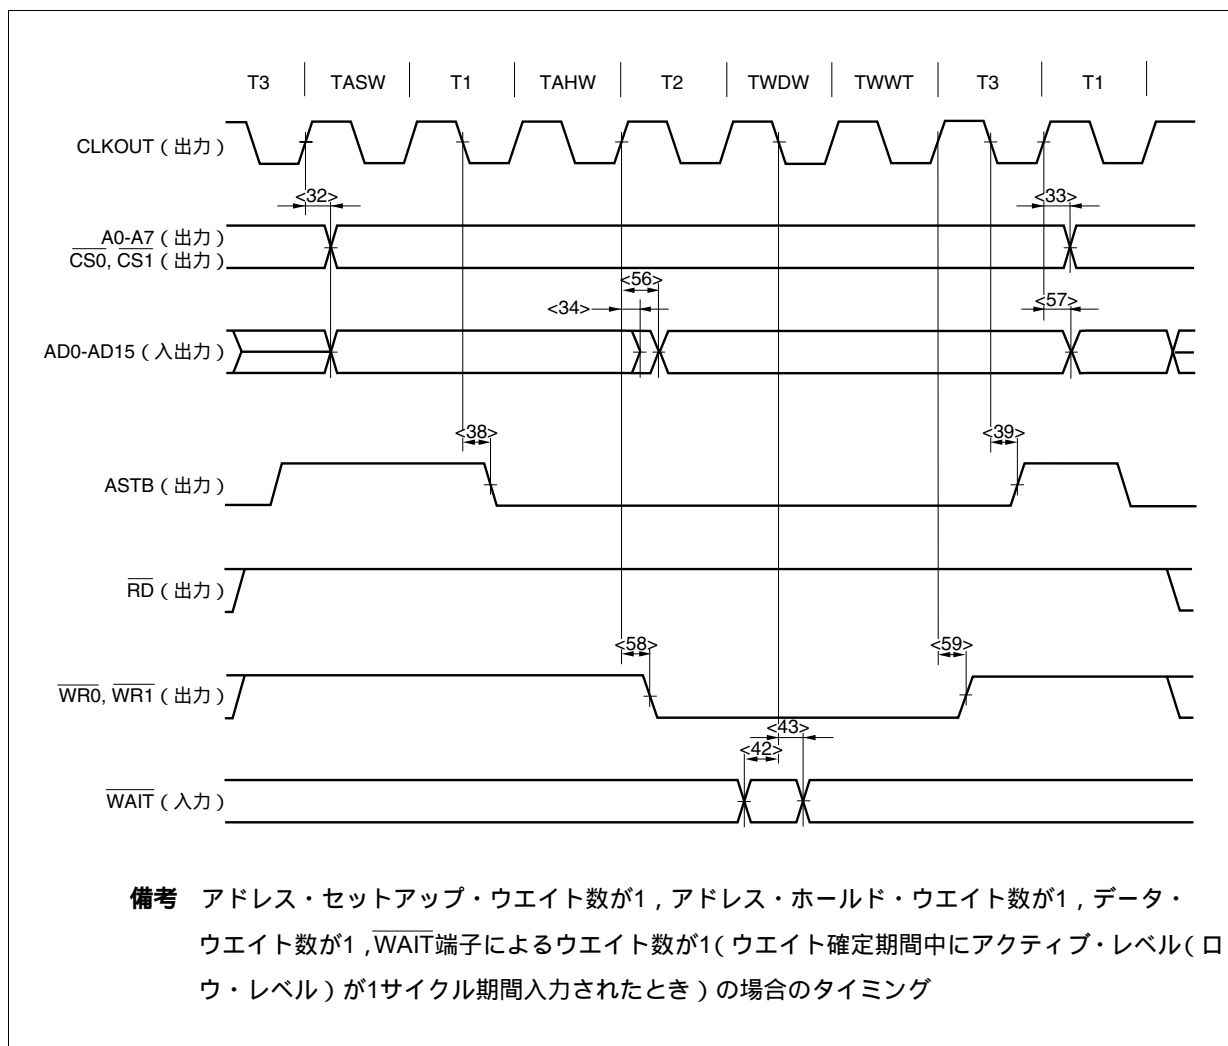 T3 TASW T1 TAHW T2 TWDW TWWT T3 T1
CLKOUT（出力）
<32> <33>
A0-A7（出力）
CS0, CS1（出力）
<56>
<34> <57>
AD0-AD15（入出力）
<38> <39>
ASTB（出力）
RD（出力）
<58> <59>
WR0, WR1（出力）
<43>
<42>
WAIT（入力）
備考 アドレス・セットアップ・ウエイト数が1，アドレス・ホールド・ウエイト数が1，データ・
ウエイト数が1，WAIT端子によるウエイト数が1（ウエイト確定期間中にアクティブ・レベル（ロ
ウ・レベル）が1サイクル期間入力されたとき）の場合のタイミング